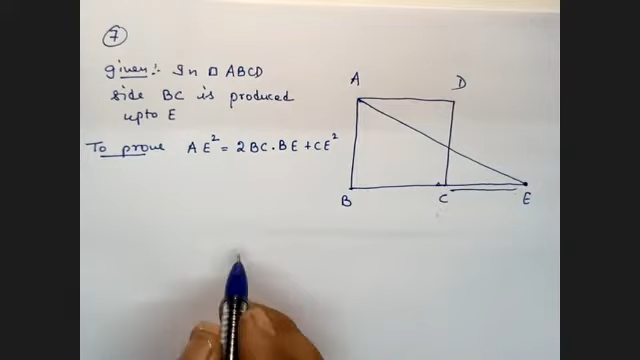 7
given:- In □ ABCD
side BC is produced
upto E
To prove AE² = 2BC.BE + CE²
A
D
B
C
E